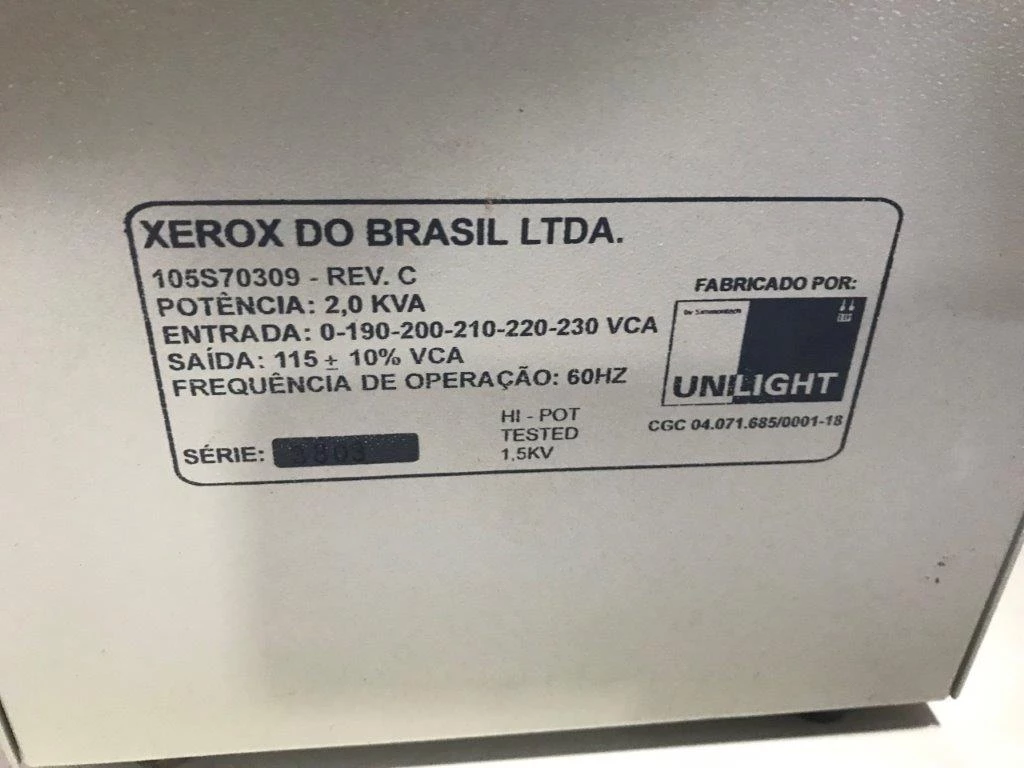 XEROX DO BRASIL LTDA.
105S70309 - REV. C
POTÊNCIA: 2,0 KVA
ENTRADA: 0-190-200-210-220-230 VCA
SAÍDA: 115 ± 10% VCA
FREQUÊNCIA DE OPERAÇÃO: 60HZ
SÉRIE:
HI - POT
TESTED
1,5KV
FABRICADO POR:
by Simmontech
UNILIGHT
CGC 04.071.685/0001-18